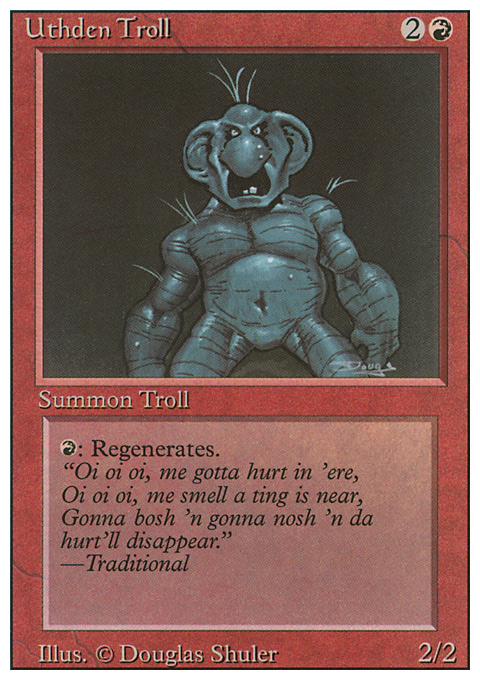 Uthden Troll 2
Doug S
Summon Troll
: Regenerates.
“Oi oi oi, me gotta hurt in ’ere,
Oi oi oi, me smell a ting is near,
Gonna bosh ’n gonna nosh ’n da
hurt’ll disappear.”
—Traditional
Illus. © Douglas Shuler 2/2